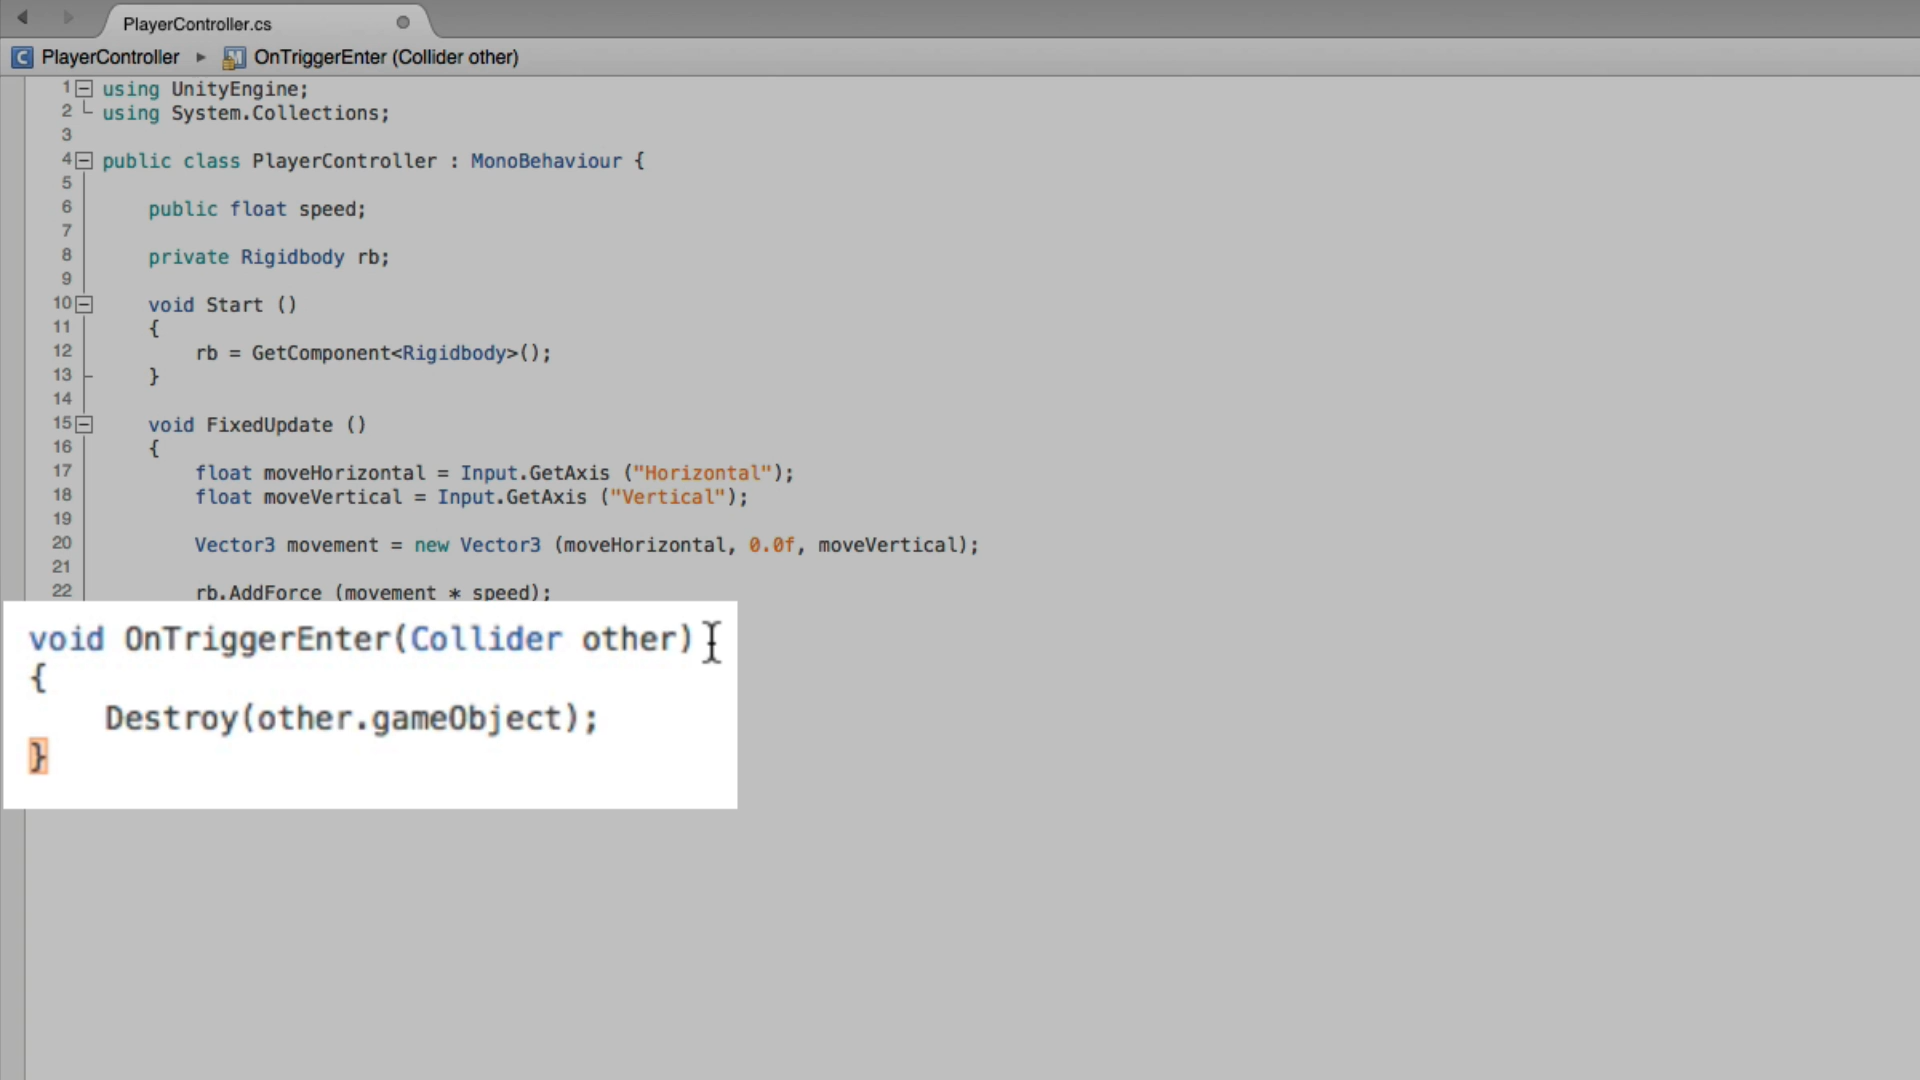 PlayerController.cs
PlayerController ▸ OnTriggerEnter (Collider other)
1 using UnityEngine;
2 using System.Collections;
3
4 public class PlayerController : MonoBehaviour {
5
6 public float speed;
7
8 private Rigidbody rb;
9
10 void Start ()
11 {
12 rb = GetComponent<Rigidbody>();
13 }
14
15 void FixedUpdate ()
16 {
17 float moveHorizontal = Input.GetAxis ("Horizontal");
18 float moveVertical = Input.GetAxis ("Vertical");
19
20 Vector3 movement = new Vector3 (moveHorizontal, 0.0f, moveVertical);
21
22 rb.AddForce (movement * speed);
void OnTriggerEnter(Collider other)
{
Destroy(other.gameObject);
}